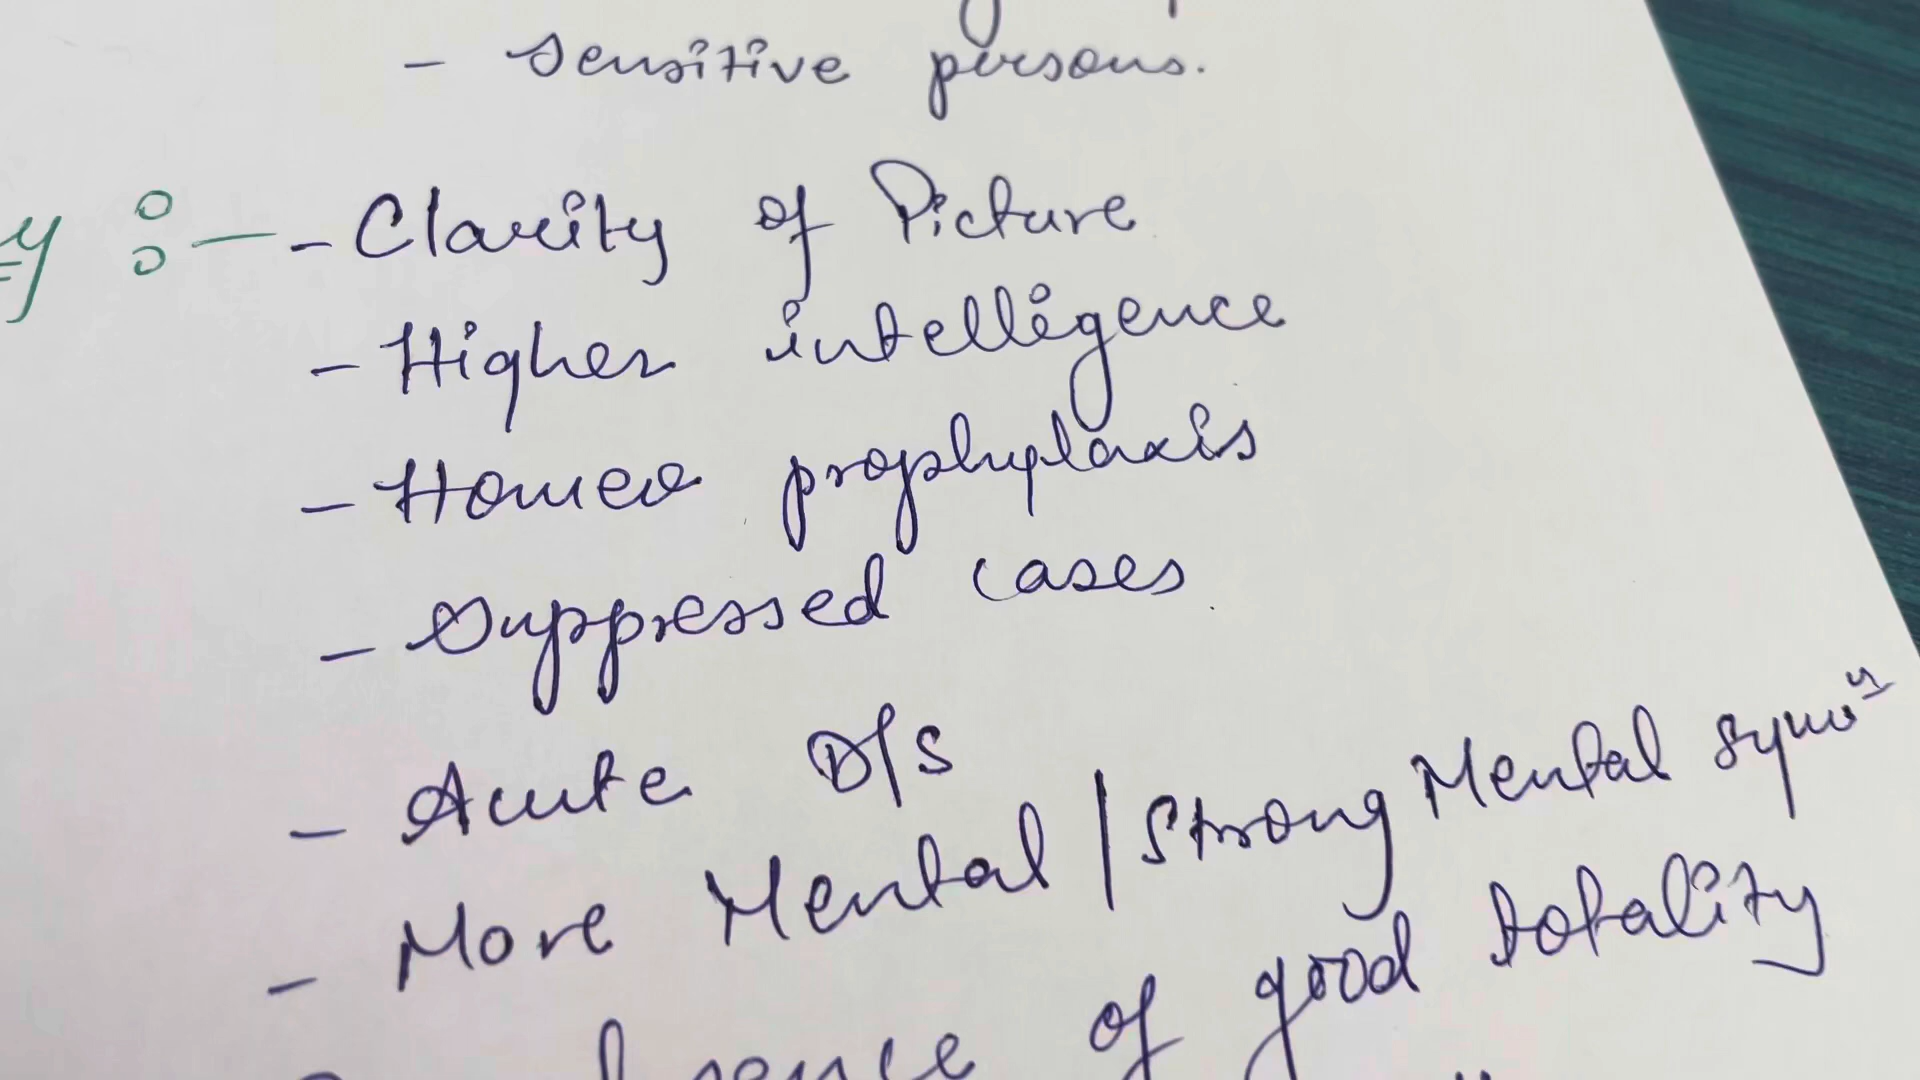 - Sensitive persons.
y :- - Clarity of Picture
- Higher intelligence
- Homeo prophylaxis
- Suppressed cases
- Acute D/S
- More Mental / Strong Mental sym^s
of good totality